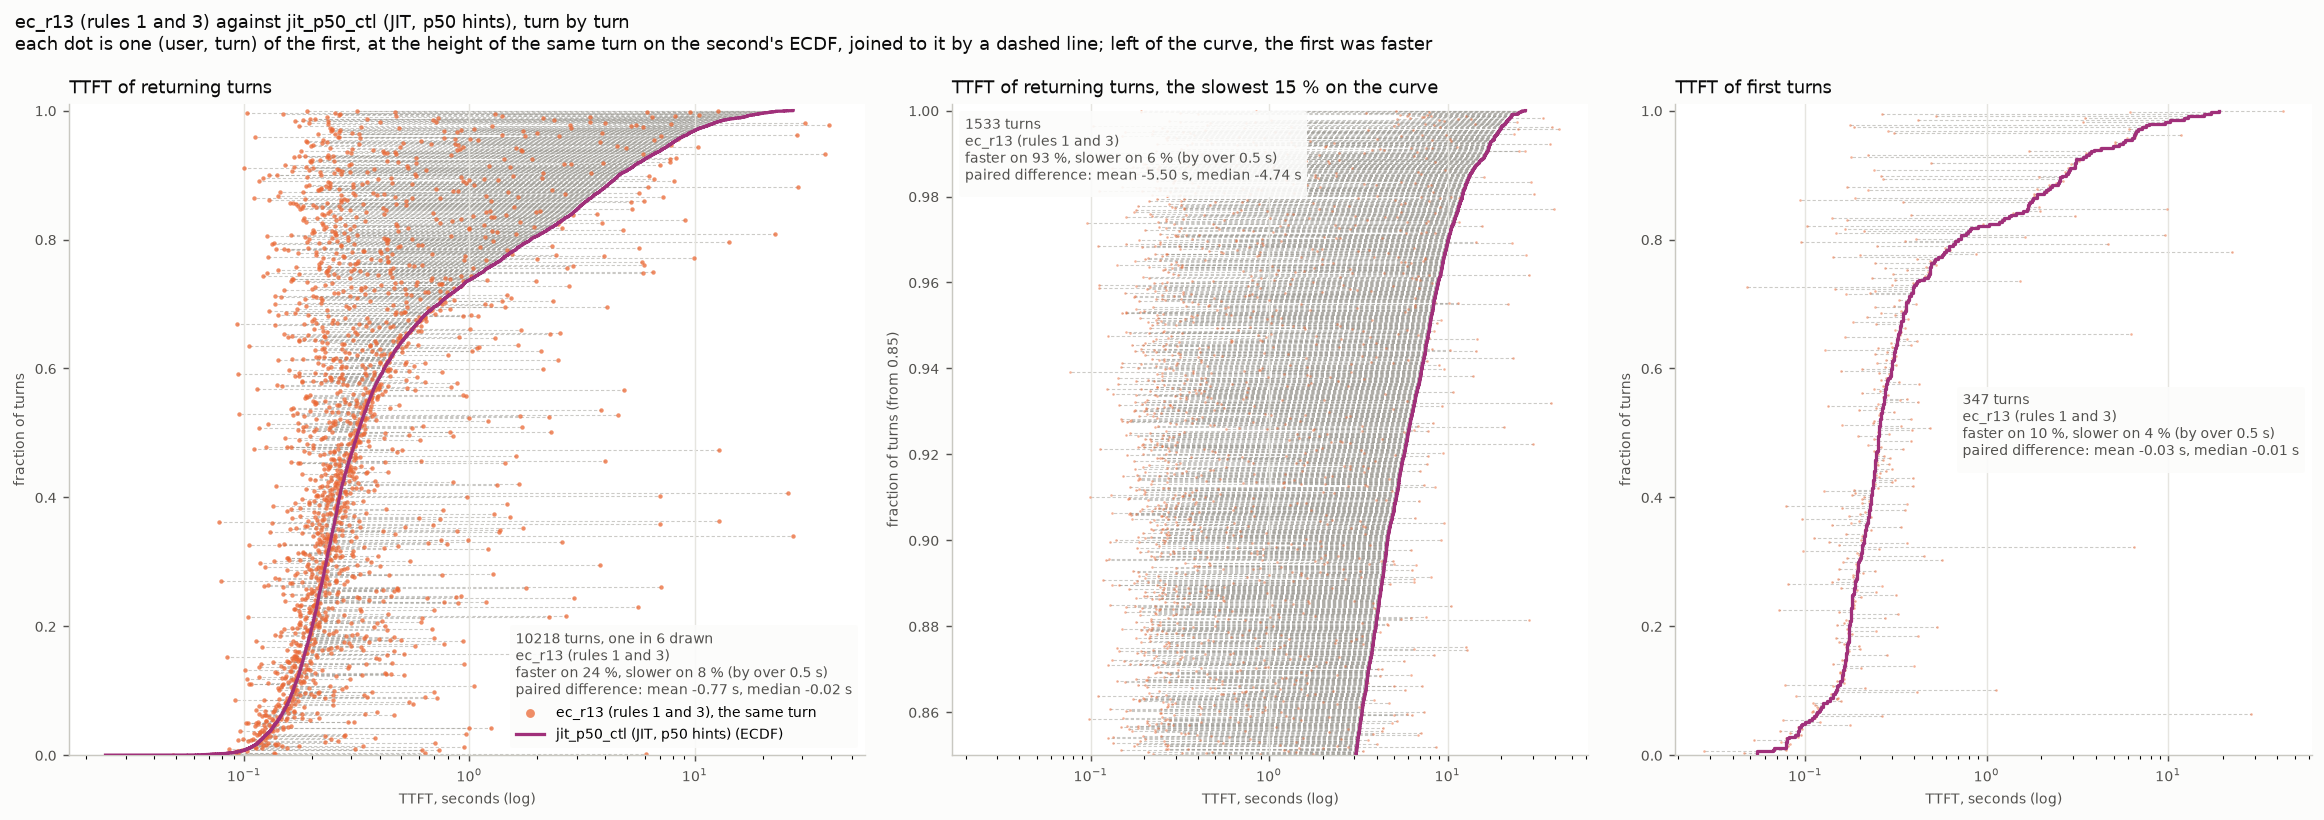 ec_r13 (rules 1 and 3) against jit_p50_ctl (JIT, p50 hints), turn by turn
each dot is one (user, turn) of the first, at the height of the same turn on the second's ECDF, joined to it by a dashed line; left of the curve, the first was faster
TTFT of returning turns
1.0
0.8
0.6
0.4
0.2
0.0
fraction of turns
10218 turns, one in 6 drawn
ec_r13 (rules 1 and 3)
faster on 24 %, slower on 8 % (by over 0.5 s)
paired difference: mean -0.77 s, median -0.02 s
ec_r13 (rules 1 and 3), the same turn
jit_p50_ctl (JIT, p50 hints) (ECDF)
10⁻¹
10⁰
10¹
TTFT, seconds (log)
TTFT of returning turns, the slowest 15 % on the curve
1533 turns
ec_r13 (rules 1 and 3)
faster on 93 %, slower on 6 % (by over 0.5 s)
paired difference: mean -5.50 s, median -4.74 s
1.00
0.98
0.96
0.94
0.92
0.90
0.88
0.86
fraction of turns (from 0.85)
10⁻¹
10⁰
10¹
TTFT, seconds (log)
TTFT of first turns
1.0
0.8
0.6
0.4
0.2
0.0
fraction of turns
347 turns
ec_r13 (rules 1 and 3)
faster on 10 %, slower on 4 % (by over 0.5 s)
paired difference: mean -0.03 s, median -0.01 s
10⁻¹
10⁰
10¹
TTFT, seconds (log)